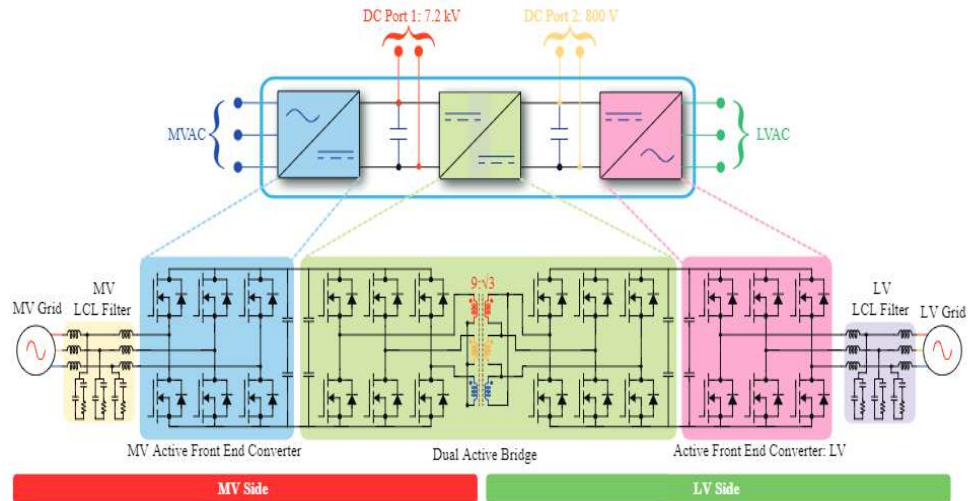 DC Port 1: 7.2 kV
DC Port 2: 800 V
MVAC
LVAC
MV Grid
MV
LCL Filter
9:√3
LV
LCL Filter
LV Grid
MV Active Front End Converter
Dual Active Bridge
Active Front End Converter: LV
MV Side
LV Side